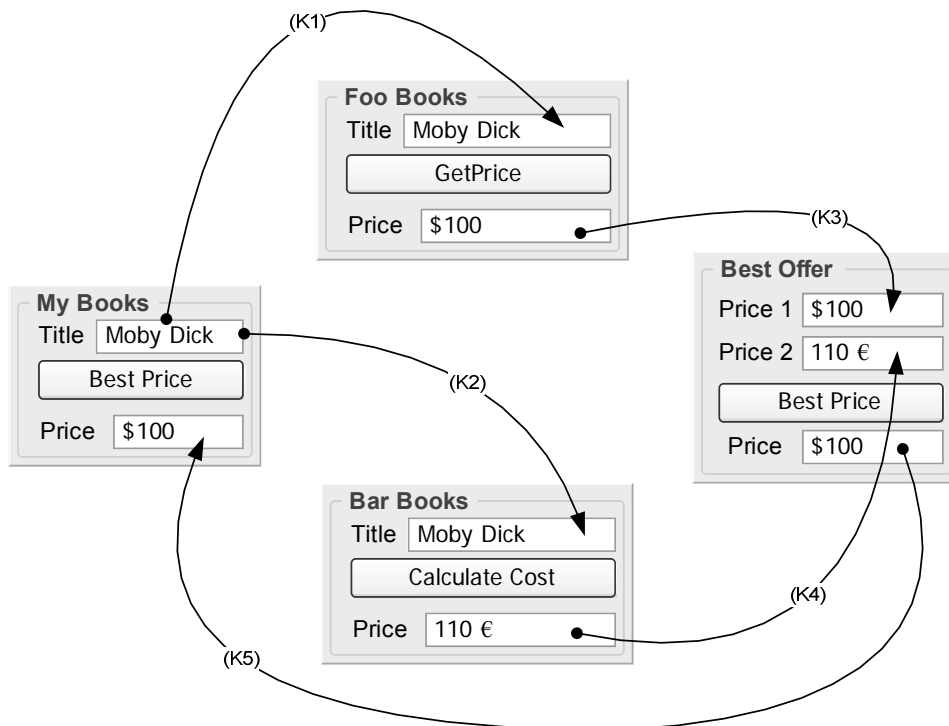 (K1)
Foo Books
Title Moby Dick
GetPrice
Price $100
(K3)
Best Offer
Price 1 $100
Price 2 110 €
Best Price
Price $100
My Books
Title Moby Dick
Best Price
Price $100
(K2)
Bar Books
Title Moby Dick
Calculate Cost
Price 110 €
(K4)
(K5)